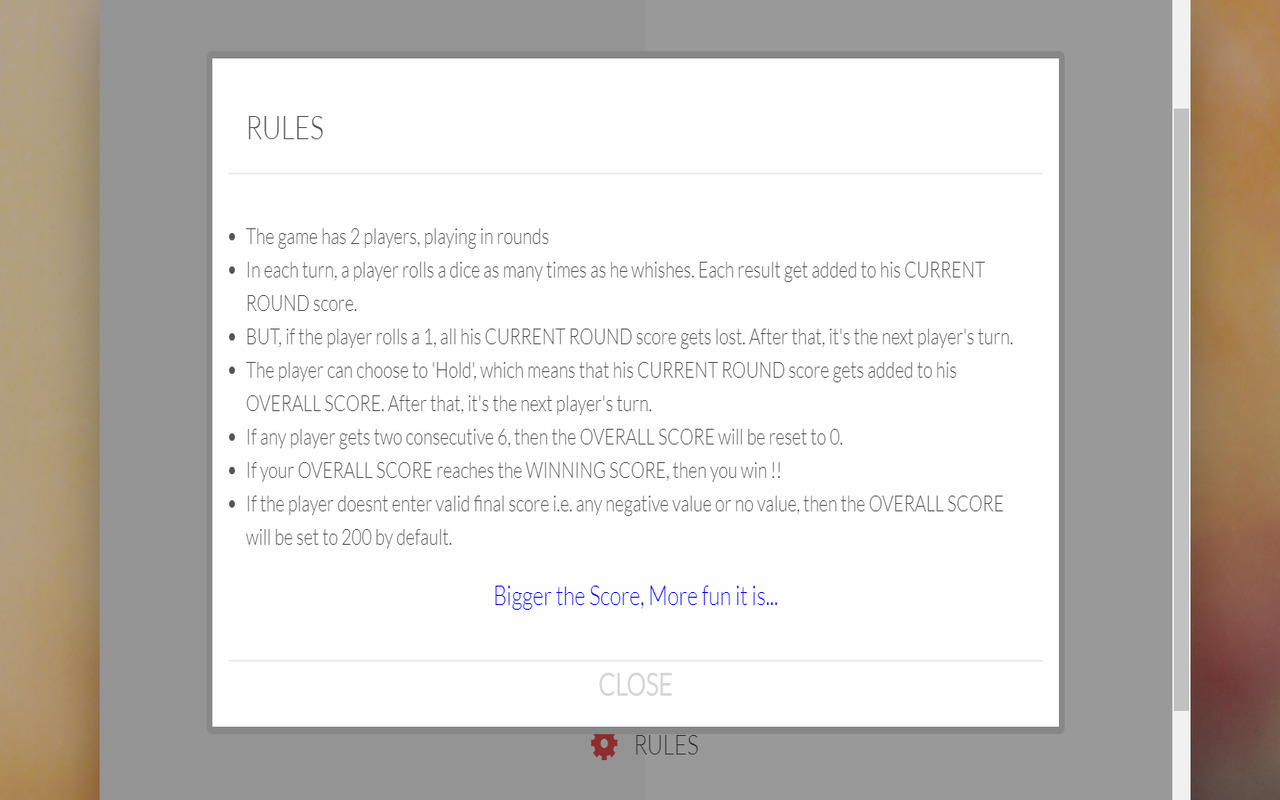 RULES
• The game has 2 players, playing in rounds
• In each turn, a player rolls a dice as many times as he whishes. Each result get added to his CURRENT
ROUND score.
• BUT, if the player rolls a 1, all his CURRENT ROUND score gets lost. After that, it's the next player's turn.
• The player can choose to 'Hold', which means that his CURRENT ROUND score gets added to his
OVERALL SCORE. After that, it's the next player's turn.
• If any player gets two consecutive 6, then the OVERALL SCORE will be reset to 0.
• If your OVERALL SCORE reaches the WINNING SCORE, then you win !!
• If the player doesnt enter valid final score i.e. any negative value or no value, then the OVERALL SCORE
will be set to 200 by default.
Bigger the Score, More fun it is...
CLOSE
RULES